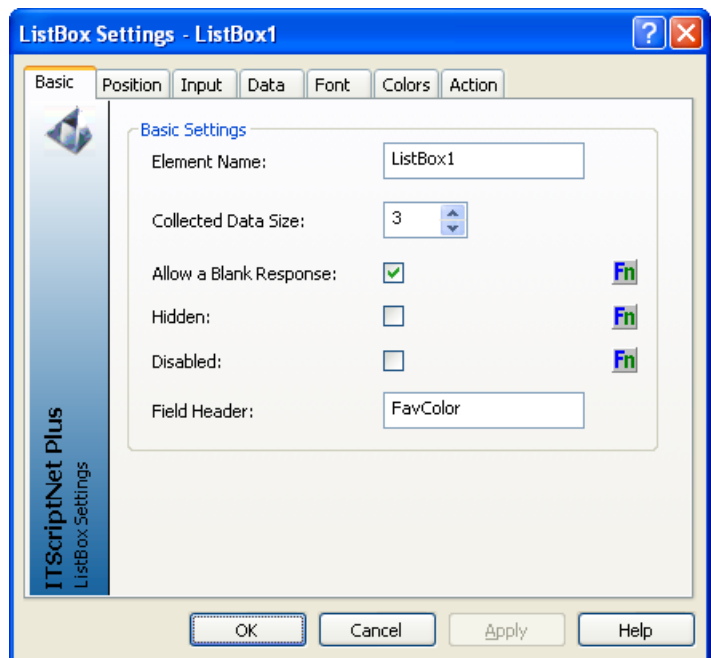 ListBox Settings - ListBox1
Basic Position Input Data Font Colors Action
Basic Settings
Element Name: ListBox1
Collected Data Size: 3
Allow a Blank Response: Fn
Hidden: Fn
Disabled: Fn
Field Header: FavColor
ITScriptNet Plus
ListBox Settings
OK Cancel Apply Help